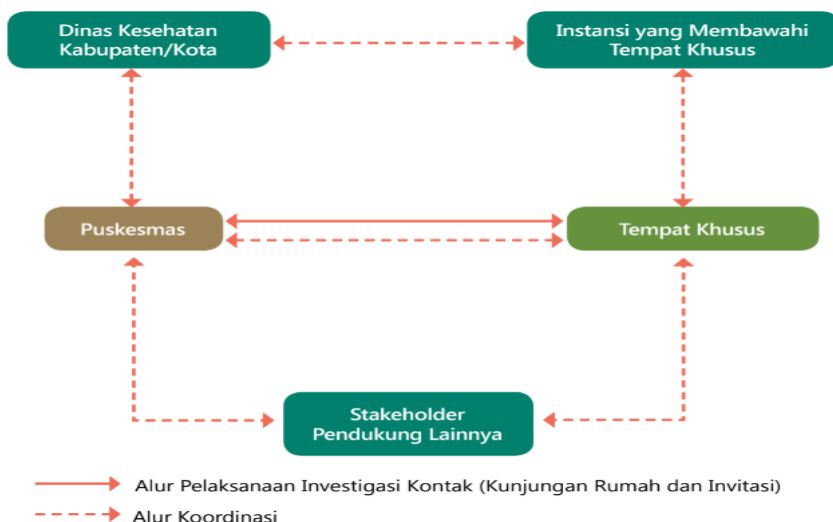 Dinas Kesehatan
Kabupaten/Kota
Instansi yang Membawahi
Tempat Khusus
Puskesmas
Tempat Khusus
Stakeholder
Pendukung Lainnya
Alur Pelaksanaan Investigasi Kontak (Kunjungan Rumah dan Invitasi)
Alur Koordinasi